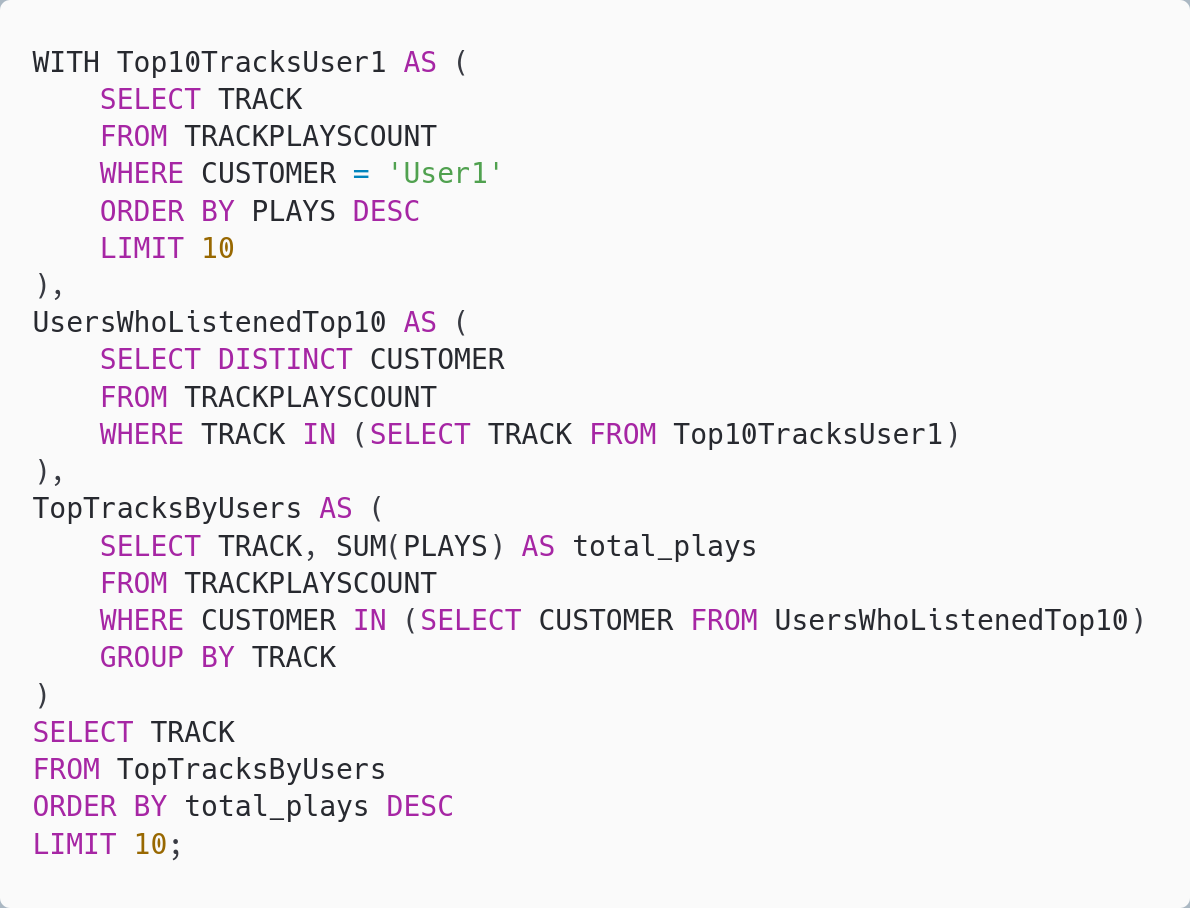 WITH Top10TracksUser1 AS (
    SELECT TRACK
    FROM TRACKPLAYSCOUNT
    WHERE CUSTOMER = 'User1'
    ORDER BY PLAYS DESC
    LIMIT 10
),
UsersWhoListenedTop10 AS (
    SELECT DISTINCT CUSTOMER
    FROM TRACKPLAYSCOUNT
    WHERE TRACK IN (SELECT TRACK FROM Top10TracksUser1)
),
TopTracksByUsers AS (
    SELECT TRACK, SUM(PLAYS) AS total_plays
    FROM TRACKPLAYSCOUNT
    WHERE CUSTOMER IN (SELECT CUSTOMER FROM UsersWhoListenedTop10)
    GROUP BY TRACK
)
SELECT TRACK
FROM TopTracksByUsers
ORDER BY total_plays DESC
LIMIT 10;